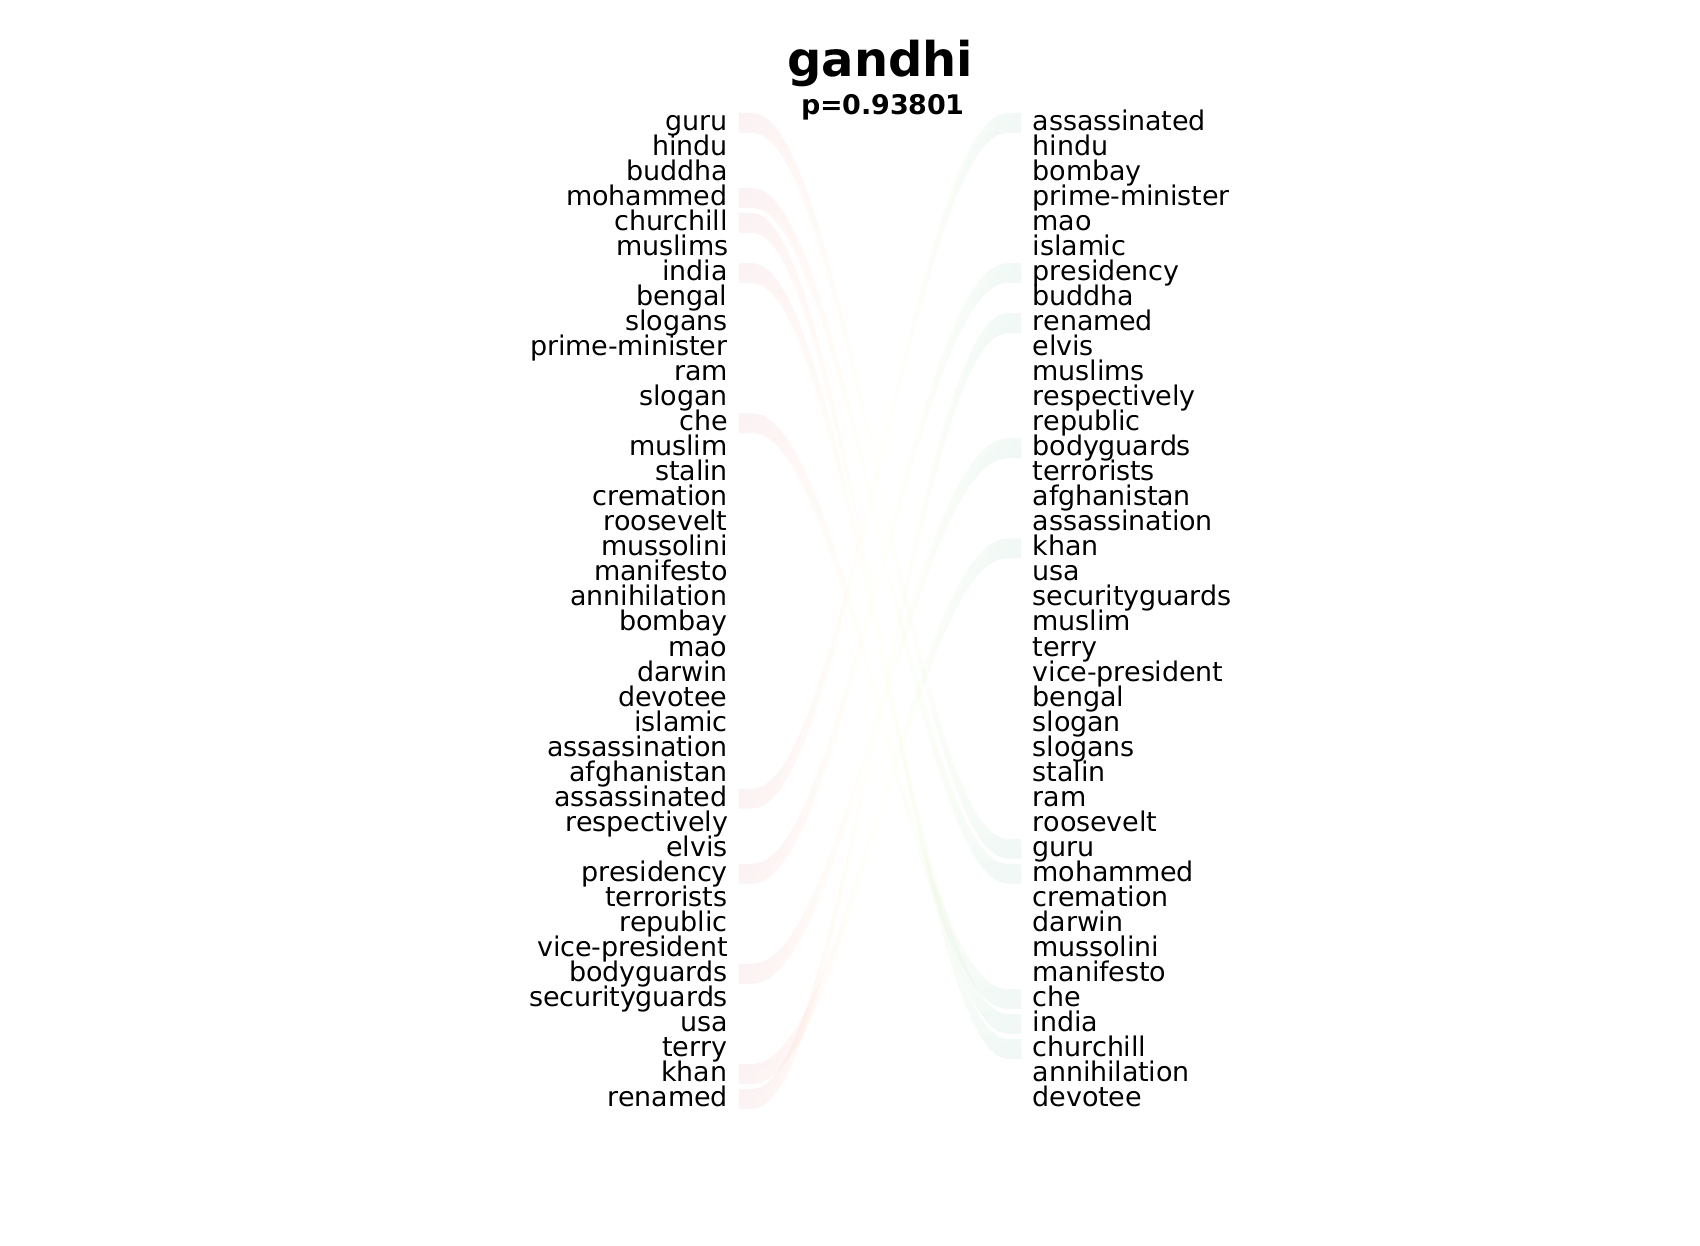 gandhi
p=0.93801
guru
hindu
buddha
mohammed
churchill
muslims
india
bengal
slogans
prime-minister
ram
slogan
che
muslim
stalin
cremation
roosevelt
mussolini
manifesto
annihilation
bombay
mao
darwin
devotee
islamic
assassination
afghanistan
assassinated
respectively
elvis
presidency
terrorists
republic
vice-president
bodyguards
securityguards
usa
terry
khan
renamed
assassinated
hindu
bombay
prime-minister
mao
islamic
presidency
buddha
renamed
elvis
muslims
respectively
republic
bodyguards
terrorists
afghanistan
assassination
khan
usa
securityguards
muslim
terry
vice-president
bengal
slogan
slogans
stalin
ram
roosevelt
guru
mohammed
cremation
darwin
mussolini
manifesto
che
india
churchill
annihilation
devotee